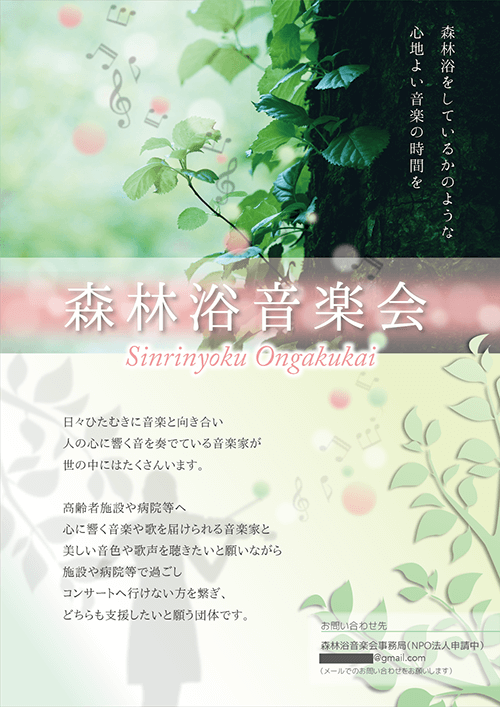 森林浴をしているかのような
心地よい音楽の時間を
森林浴音楽会
Sinrinyoku Ongakukai
日々ひたむきに音楽と向き合い
人の心に響く音を奏でている音楽家が
世の中にはたくさんいます。
高齢者施設や病院等へ
心に響く音楽や歌を届けられる音楽家と
美しい音色や歌声を聴きたいと願いながら
施設や病院等で過ごし
コンサートへ行けない方を繋ぎ、
どちらも支援したいと願う団体です。
お問い合わせ先
森林浴音楽会事務局(NPO法人申請中)
@gmail.com
(メールでのお問い合わせをお願いします)